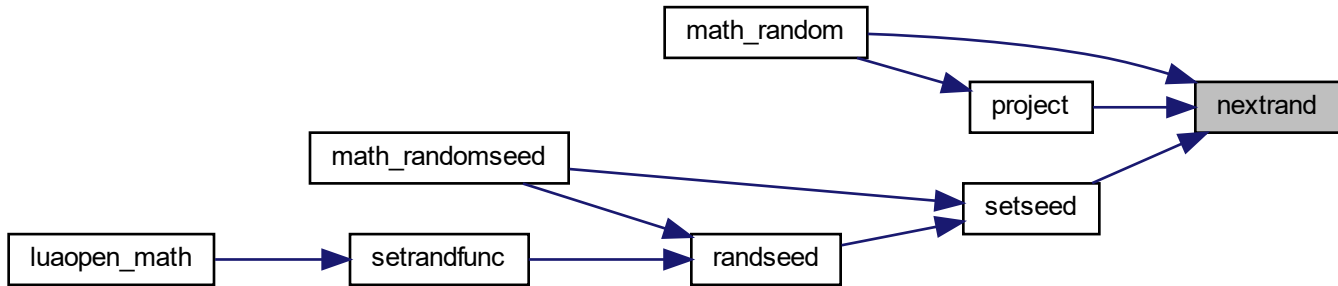 math_random
project
nextrand
math_randomseed
setseed
luaopen_math
setrandfunc
randseed